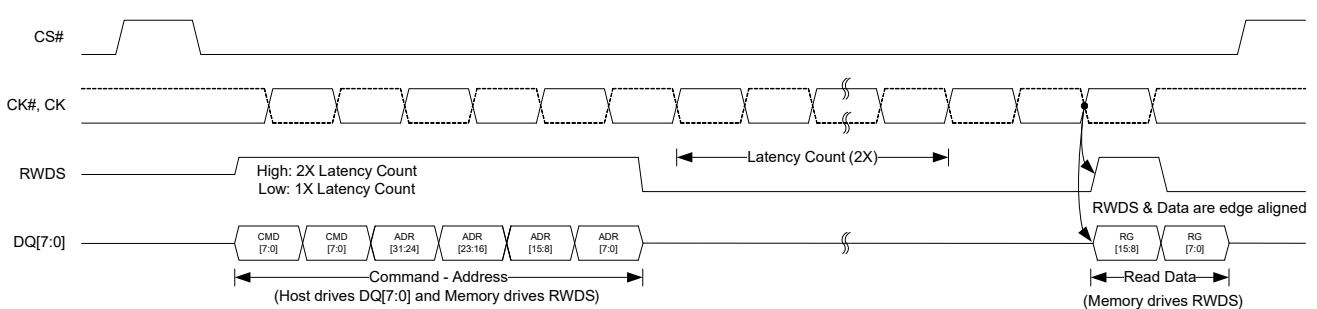 CS#
CK#, CK
Latency Count (2X)
RWDS
High: 2X Latency Count
Low: 1X Latency Count
RWDS & Data are edge aligned
DQ[7:0]
CMD [7:0]
CMD [7:0]
ADR [31:24]
ADR [23:16]
ADR [15:8]
ADR [7:0]
RG [15:8]
RG [7:0]
Command - Address
(Host drives DQ[7:0] and Memory drives RWDS)
Read Data
(Memory drives RWDS)